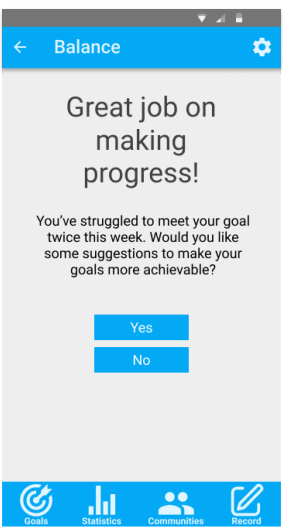 Balance
Great job on
making
progress!
You've struggled to meet your goal
twice this week. Would you like
some suggestions to make your
goals more achievable?
Yes
No
Goals Statistics Communities Record